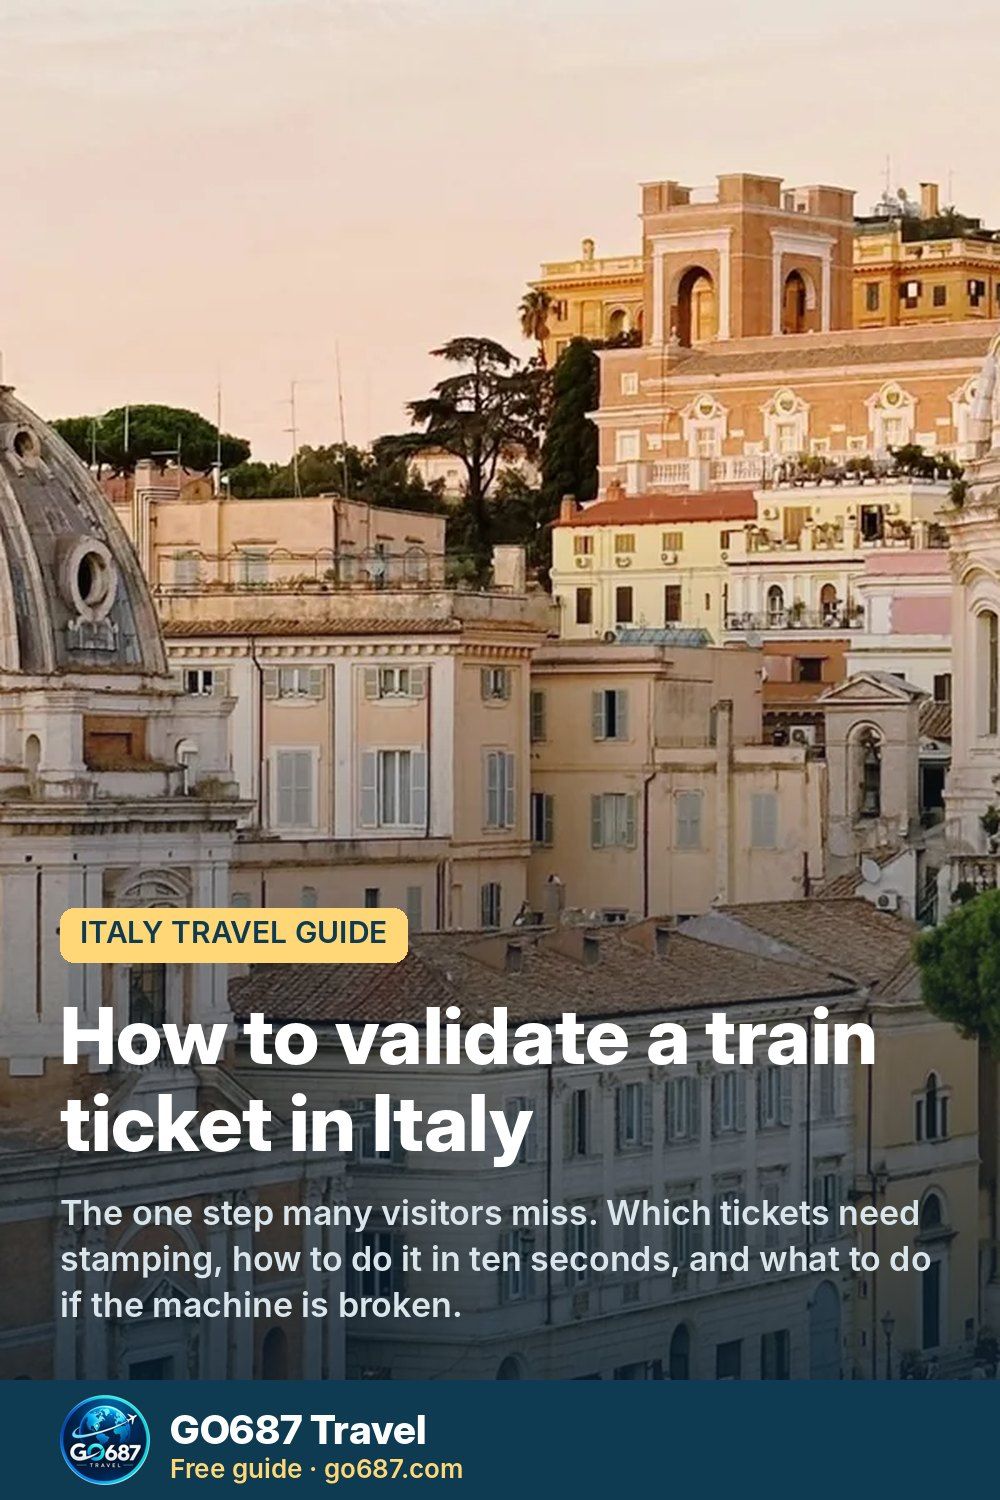 ITALY TRAVEL GUIDE
How to validate a train
ticket in Italy
The one step many visitors miss. Which tickets need
stamping, how to do it in ten seconds, and what to do
if the machine is broken.
GO687
TRAVEL
GO687 Travel
Free guide · go687.com